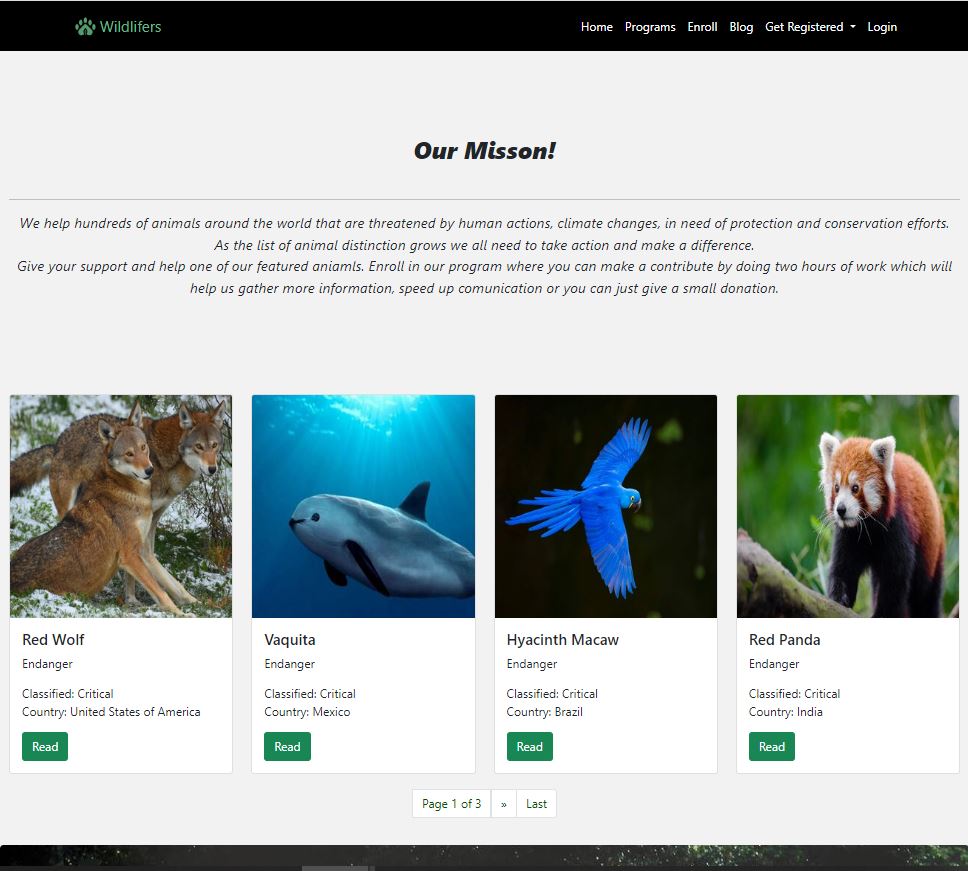 Wildlifers
Home Programs Enroll Blog Get Registered Login
Our Misson!
We help hundreds of animals around the world that are threatened by human actions, climate changes, in need of protection and conservation efforts.
As the list of animal distinction grows we all need to take action and make a difference.
Give your support and help one of our featured aniamls. Enroll in our program where you can make a contribute by doing two hours of work which will
help us gather more information, speed up comunication or you can just give a small donation.
Red Wolf
Endanger
Classified: Critical
Country: United States of America
Read
Vaquita
Endanger
Classified: Critical
Country: Mexico
Read
Hyacinth Macaw
Endanger
Classified: Critical
Country: Brazil
Read
Red Panda
Endanger
Classified: Critical
Country: India
Read
Page 1 of 3 » Last